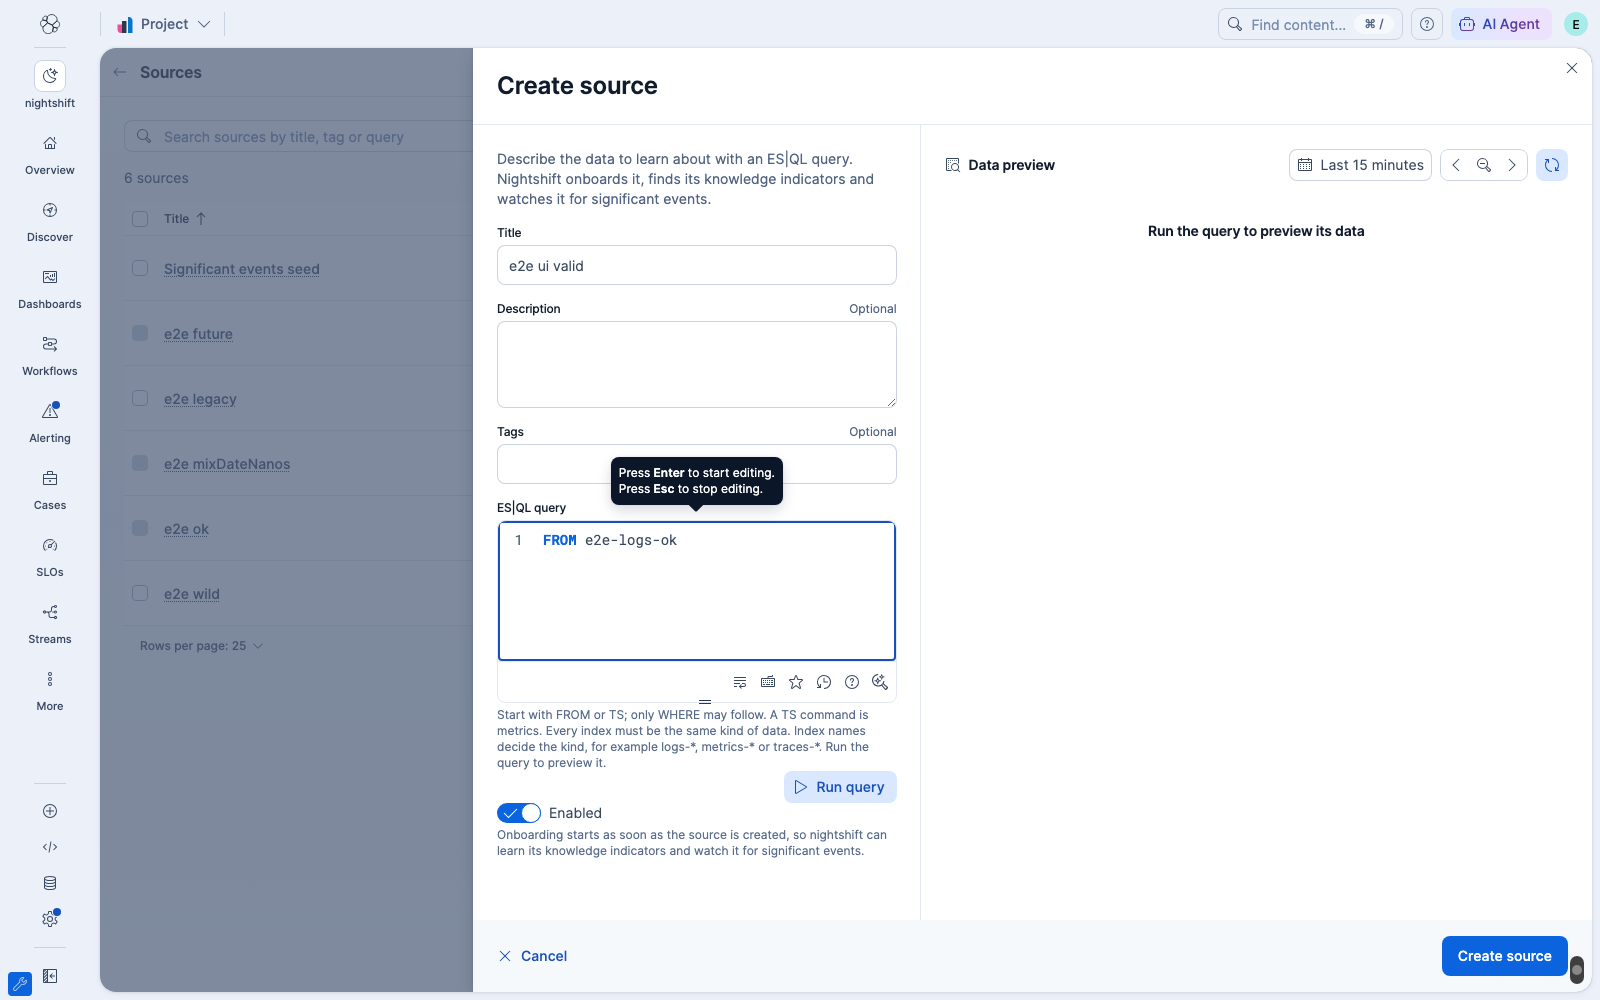 Project
Find content...
⌘ /
AI Agent
E
nightshift
Overview
Discover
Dashboards
Workflows
Alerting
Cases
SLOs
Streams
More
Sources
Search sources by title, tag or query
6 sources
Title
Significant events seed
e2e future
e2e legacy
e2e mixDateNanos
e2e ok
e2e wild
Rows per page: 25
Create source
Describe the data to learn about with an ES|QL query.
Nightshift onboards it, finds its knowledge indicators and
watches it for significant events.
Title
e2e ui valid
Description Optional
Tags Optional
Press Enter to start editing.
Press Esc to stop editing.
ES|QL query
1 FROM e2e-logs-ok
Start with FROM or TS; only WHERE may follow. A TS command is
metrics. Every index must be the same kind of data. Index names
decide the kind, for example logs-*, metrics-* or traces-*. Run the
query to preview it.
Run query
Enabled
Onboarding starts as soon as the source is created, so nightshift can
learn its knowledge indicators and watch it for significant events.
Data preview
Last 15 minutes
Run the query to preview its data
Cancel
Create source